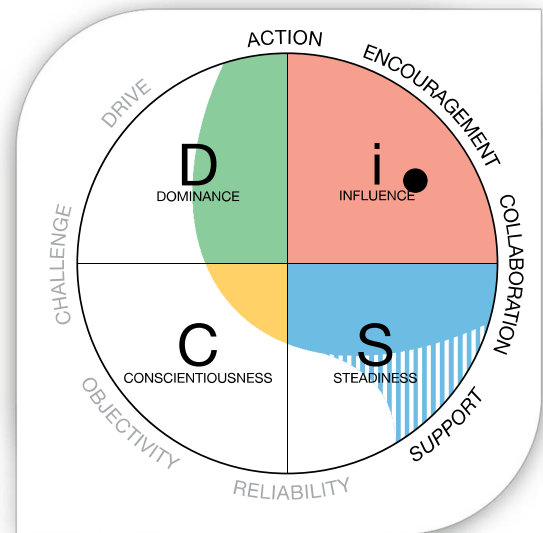 ACTION
ENCOURAGEMENT
DRIVE
D
DOMINANCE
i
INFLUENCE
CHALLENGE
COLLABORATION
C
CONSCIENTIOUSNESS
S
STEADINESS
OBJECTIVITY
SUPPORT
RELIABILITY